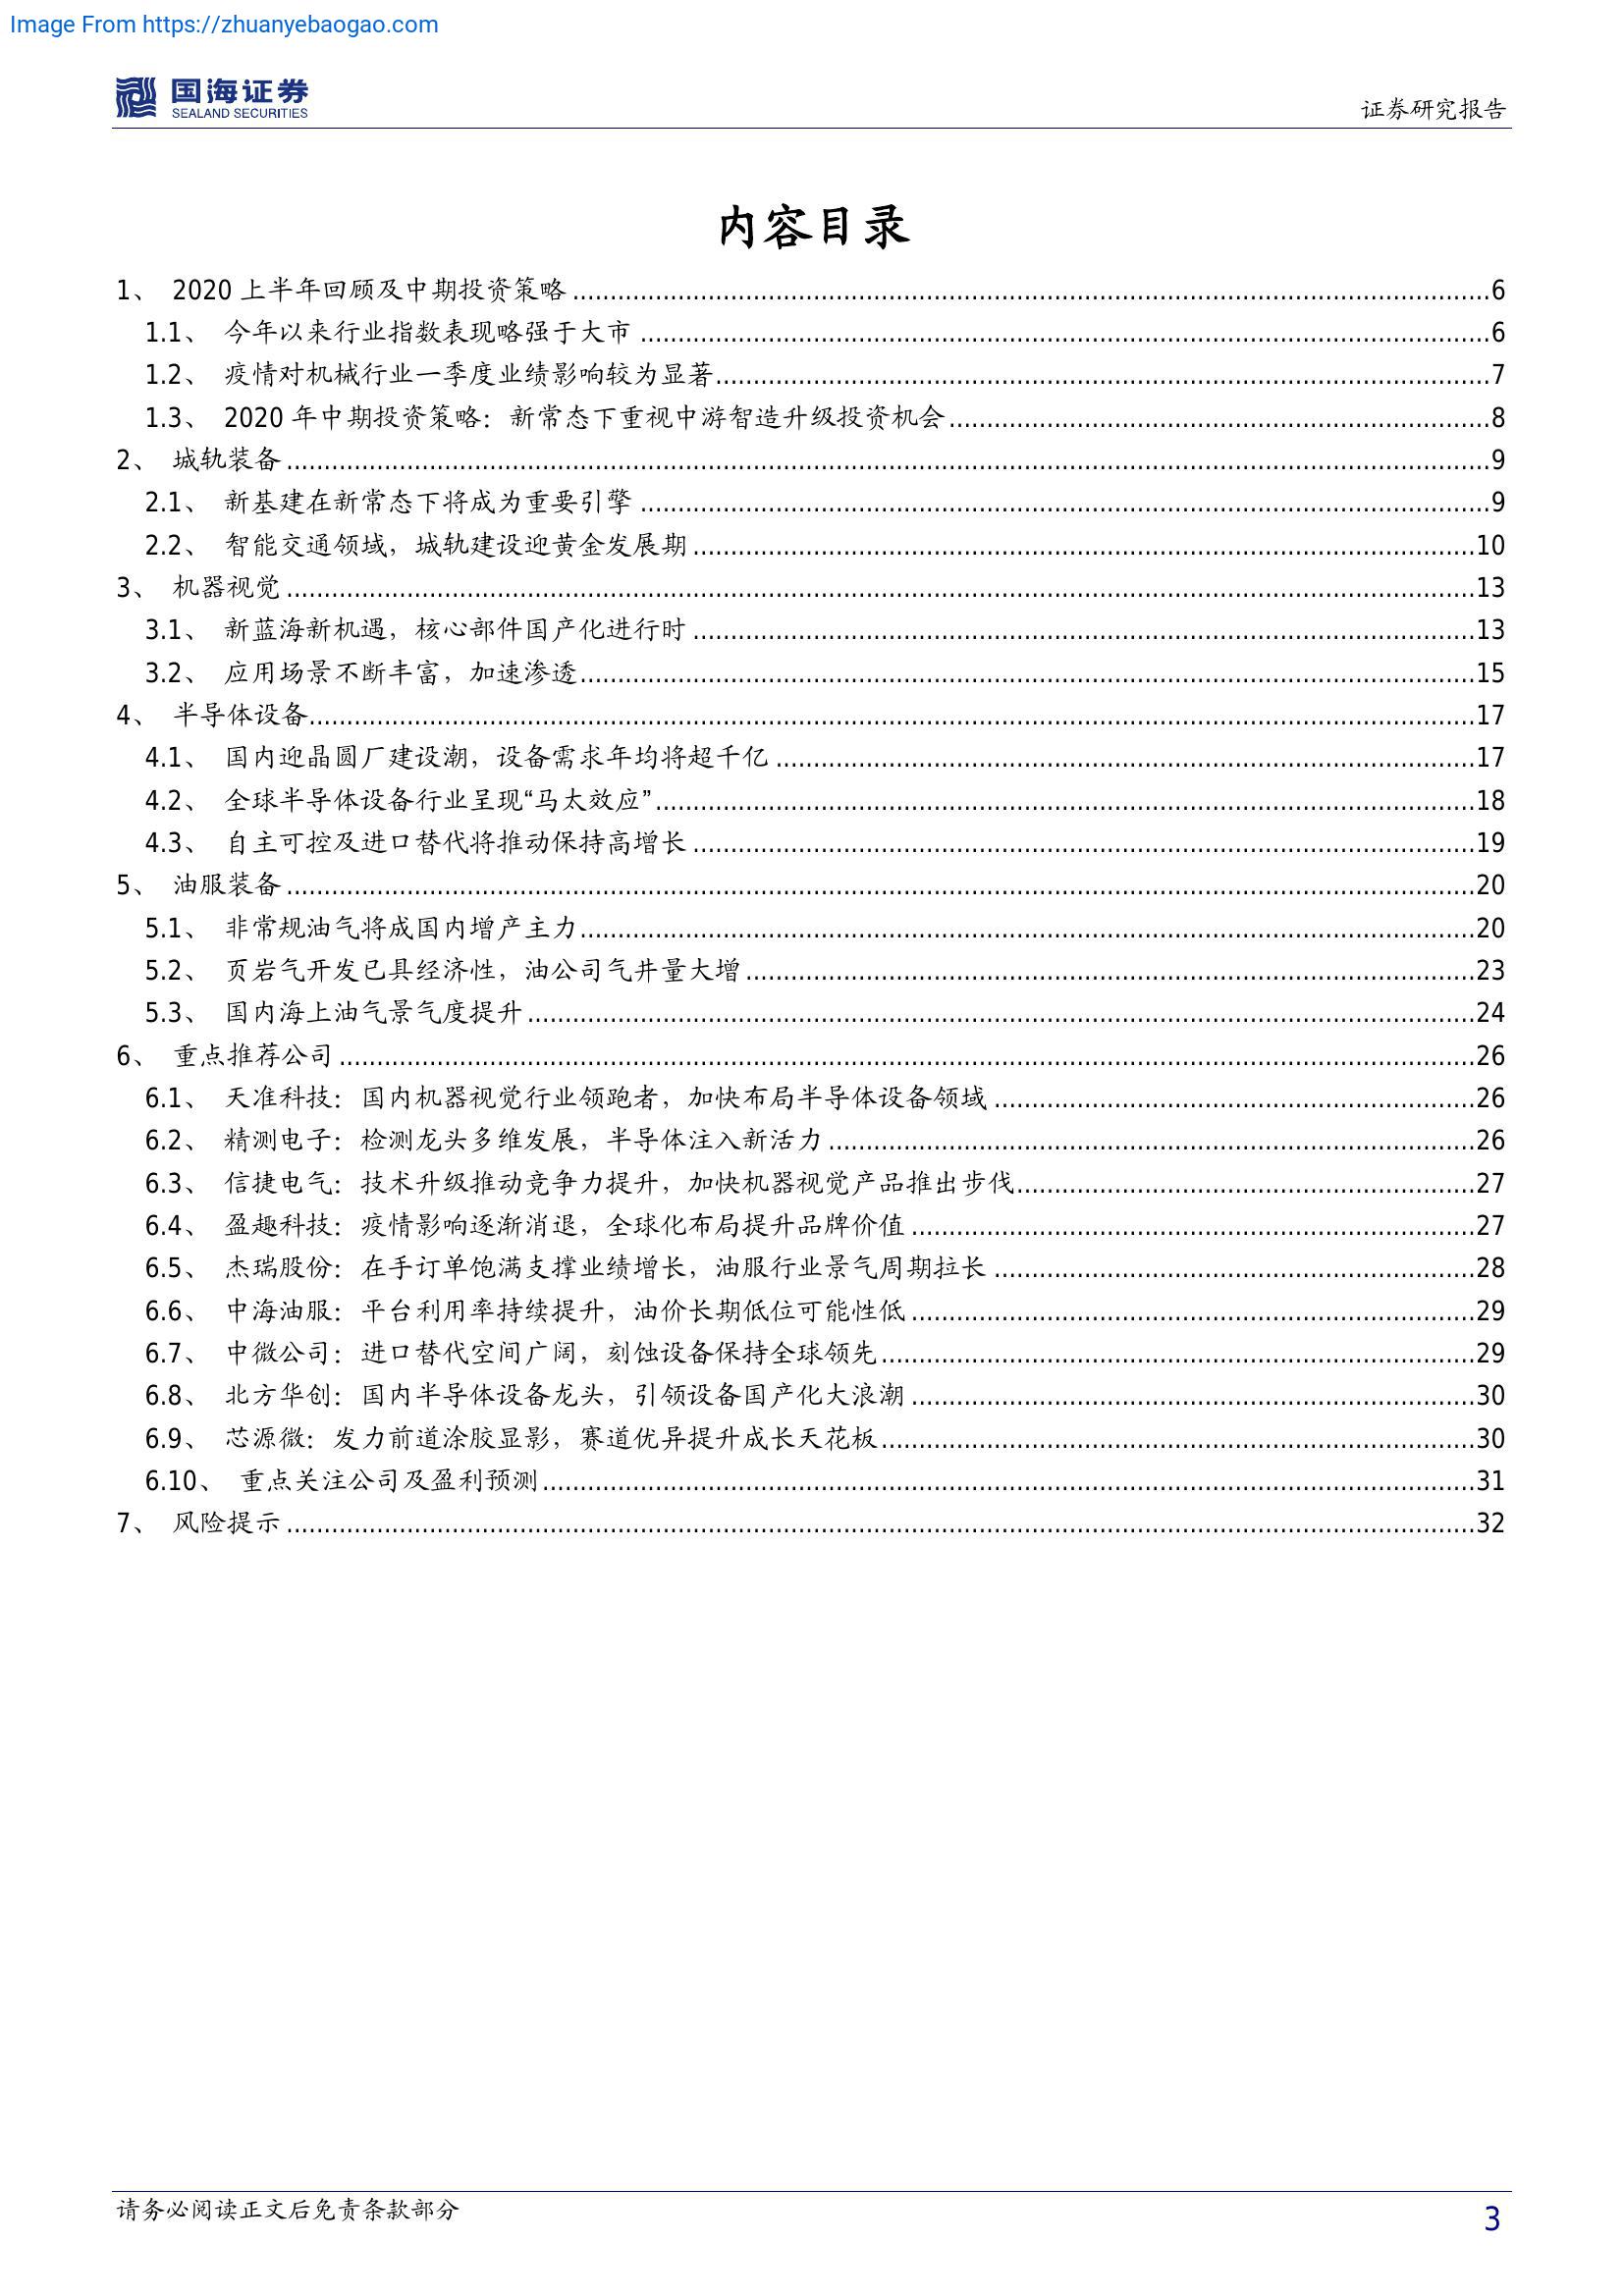 Image From https://zhuanyebaogao.com
国海证券
SEALAND SECURITIES
证券研究报告
内容目录
1、 2020 上半年回顾及中期投资策略 ........ 6
1.1、 今年以来行业指数表现略强于大市 ........ 6
1.2、 疫情对机械行业一季度业绩影响较为显著 ........ 7
1.3、 2020 年中期投资策略：新常态下重视中游智造升级投资机会 ........ 8
2、 城轨装备 ........ 9
2.1、 新基建在新常态下将成为重要引擎 ........ 9
2.2、 智能交通领域，城轨建设迎黄金发展期 ........ 10
3、 机器视觉 ........ 13
3.1、 新蓝海新机遇，核心部件国产化进行时 ........ 13
3.2、 应用场景不断丰富，加速渗透 ........ 15
4、 半导体设备 ........ 17
4.1、 国内迎晶圆厂建设潮，设备需求年均将超千亿 ........ 17
4.2、 全球半导体设备行业呈现“马太效应” ........ 18
4.3、 自主可控及进口替代将推动保持高增长 ........ 19
5、 油服装备 ........ 20
5.1、 非常规油气将成国内增产主力 ........ 20
5.2、 页岩气开发已具经济性，油公司气井量大增 ........ 23
5.3、 国内海上油气景气度提升 ........ 24
6、 重点推荐公司 ........ 26
6.1、 天准科技：国内机器视觉行业领跑者，加快布局半导体设备领域 ........ 26
6.2、 精测电子：检测龙头多维发展，半导体注入新活力 ........ 26
6.3、 信捷电气：技术升级推动竞争力提升，加快机器视觉产品推出步伐 ........ 27
6.4、 盈趣科技：疫情影响逐渐消退，全球化布局提升品牌价值 ........ 27
6.5、 杰瑞股份：在手订单饱满支撑业绩增长，油服行业景气周期拉长 ........ 28
6.6、 中海油服：平台利用率持续提升，油价长期低位可能性低 ........ 29
6.7、 中微公司：进口替代空间广阔，刻蚀设备保持全球领先 ........ 29
6.8、 北方华创：国内半导体设备龙头，引领设备国产化大浪潮 ........ 30
6.9、 芯源微：发力前道涂胶显影，赛道优异提升成长天花板 ........ 30
6.10、 重点关注公司及盈利预测 ........ 31
7、 风险提示 ........ 32
请务必阅读正文后免责条款部分
3